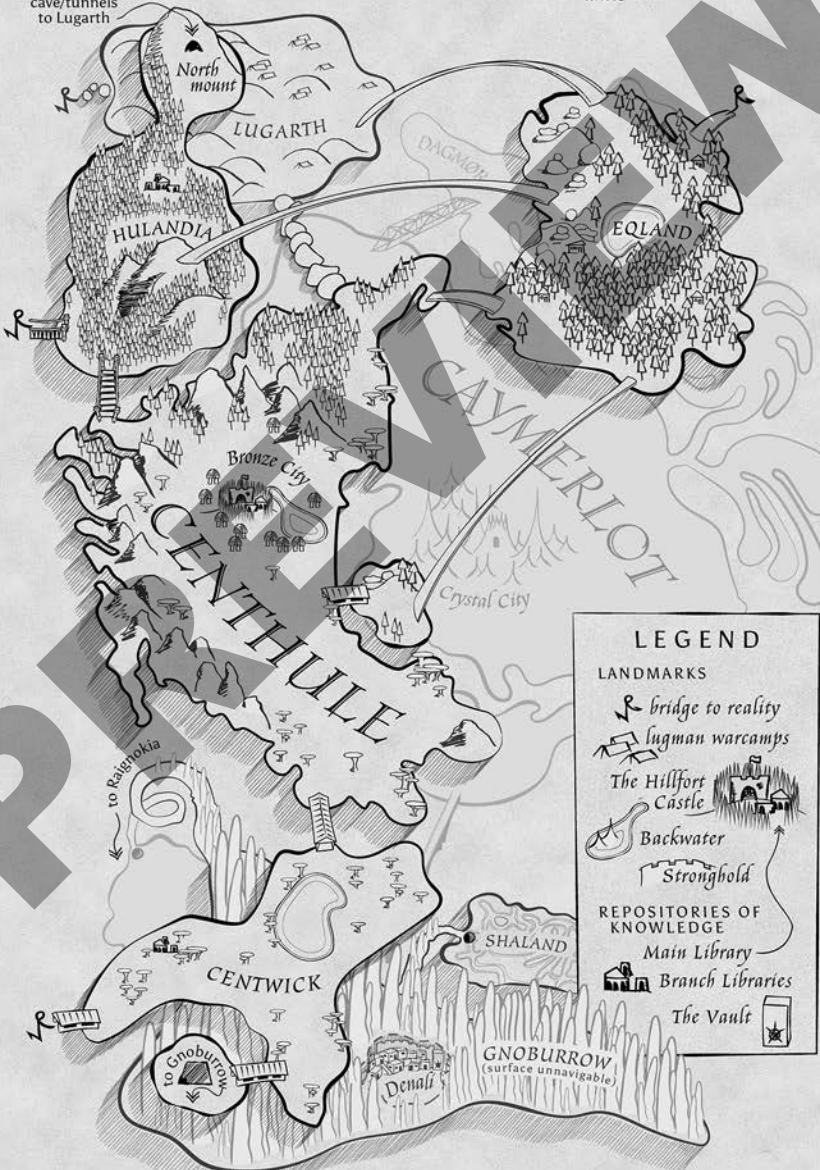 cave/tunnels
to Lugarth
North
mount
LUGARTH
DAGMOR
HULANDIA
EQLAND
CAYMERLOT
Bronze City
CENTHULE
Crystal City
to Raignokia
LEGEND
LANDMARKS
bridge to reality
lugman warcamps
The Hillfort
Castle
Backwater
Stronghold
REPOSITORIES OF
KNOWLEDGE
Main Library
Branch Libraries
The Vault
SHALAND
CENTWICK
to Gnoburrow
Denali
GNOBURROW
(surface unnavigable)
PREVIEW